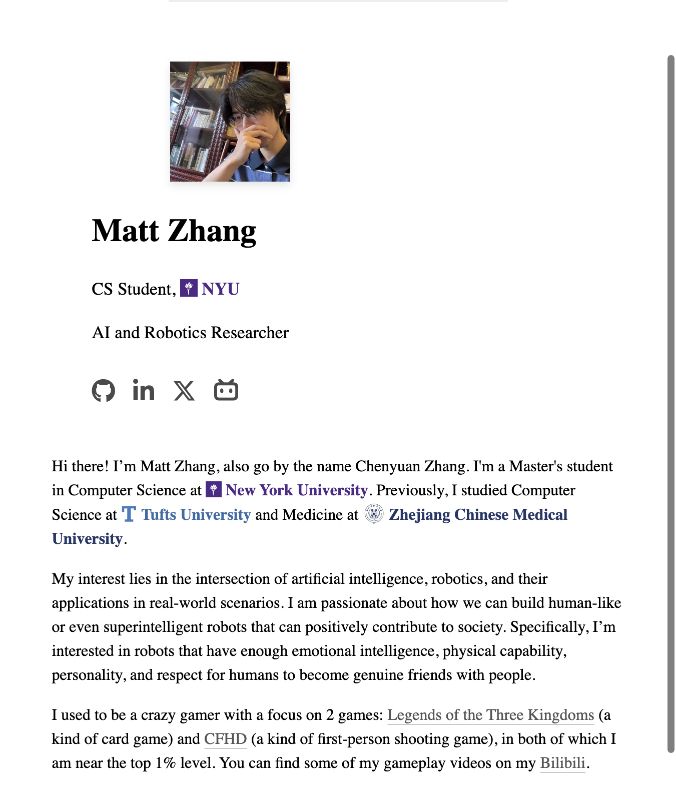 Matt Zhang
CS Student, NYU
AI and Robotics Researcher
Hi there! I’m Matt Zhang, also go by the name Chenyuan Zhang. I'm a Master's student
in Computer Science at New York University. Previously, I studied Computer
Science at Tufts University and Medicine at Zhejiang Chinese Medical
University.
My interest lies in the intersection of artificial intelligence, robotics, and their
applications in real-world scenarios. I am passionate about how we can build human-like
or even superintelligent robots that can positively contribute to society. Specifically, I’m
interested in robots that have enough emotional intelligence, physical capability,
personality, and respect for humans to become genuine friends with people.
I used to be a crazy gamer with a focus on 2 games: Legends of the Three Kingdoms (a
kind of card game) and CFHD (a kind of first-person shooting game), in both of which I
am near the top 1% level. You can find some of my gameplay videos on my Bilibili.